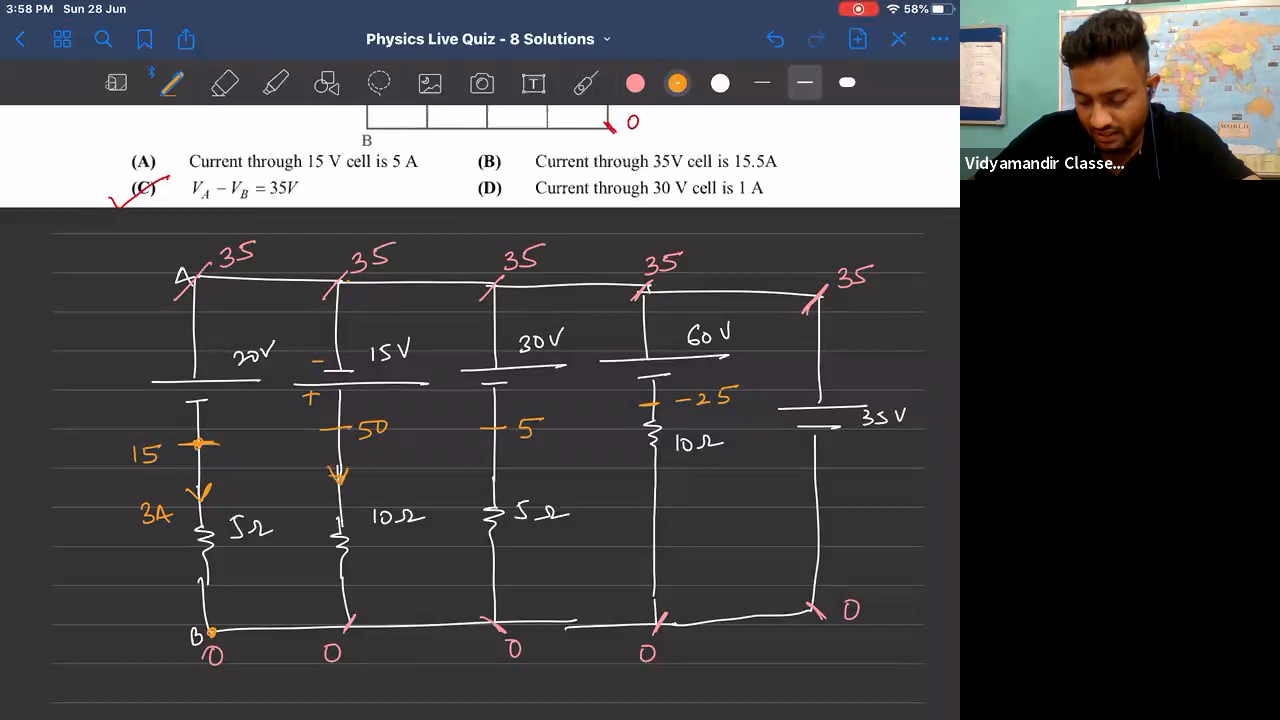 3:58 PM Sun 28 Jun
58%
Physics Live Quiz - 8 Solutions
T
0
B
(A) Current through 15 V cell is 5 A (B) Current through 35V cell is 15.5A
(C) V_A − V_B = 35V (D) Current through 30 V cell is 1 A
Vidyamandir Classe...
WORLD
A 35 35 35 35 35
20V 15V 30V 60V
−
+
-25
35V
15 50 5
10Ω
3A 5Ω 10Ω 5Ω
B
0 0 0 0 0